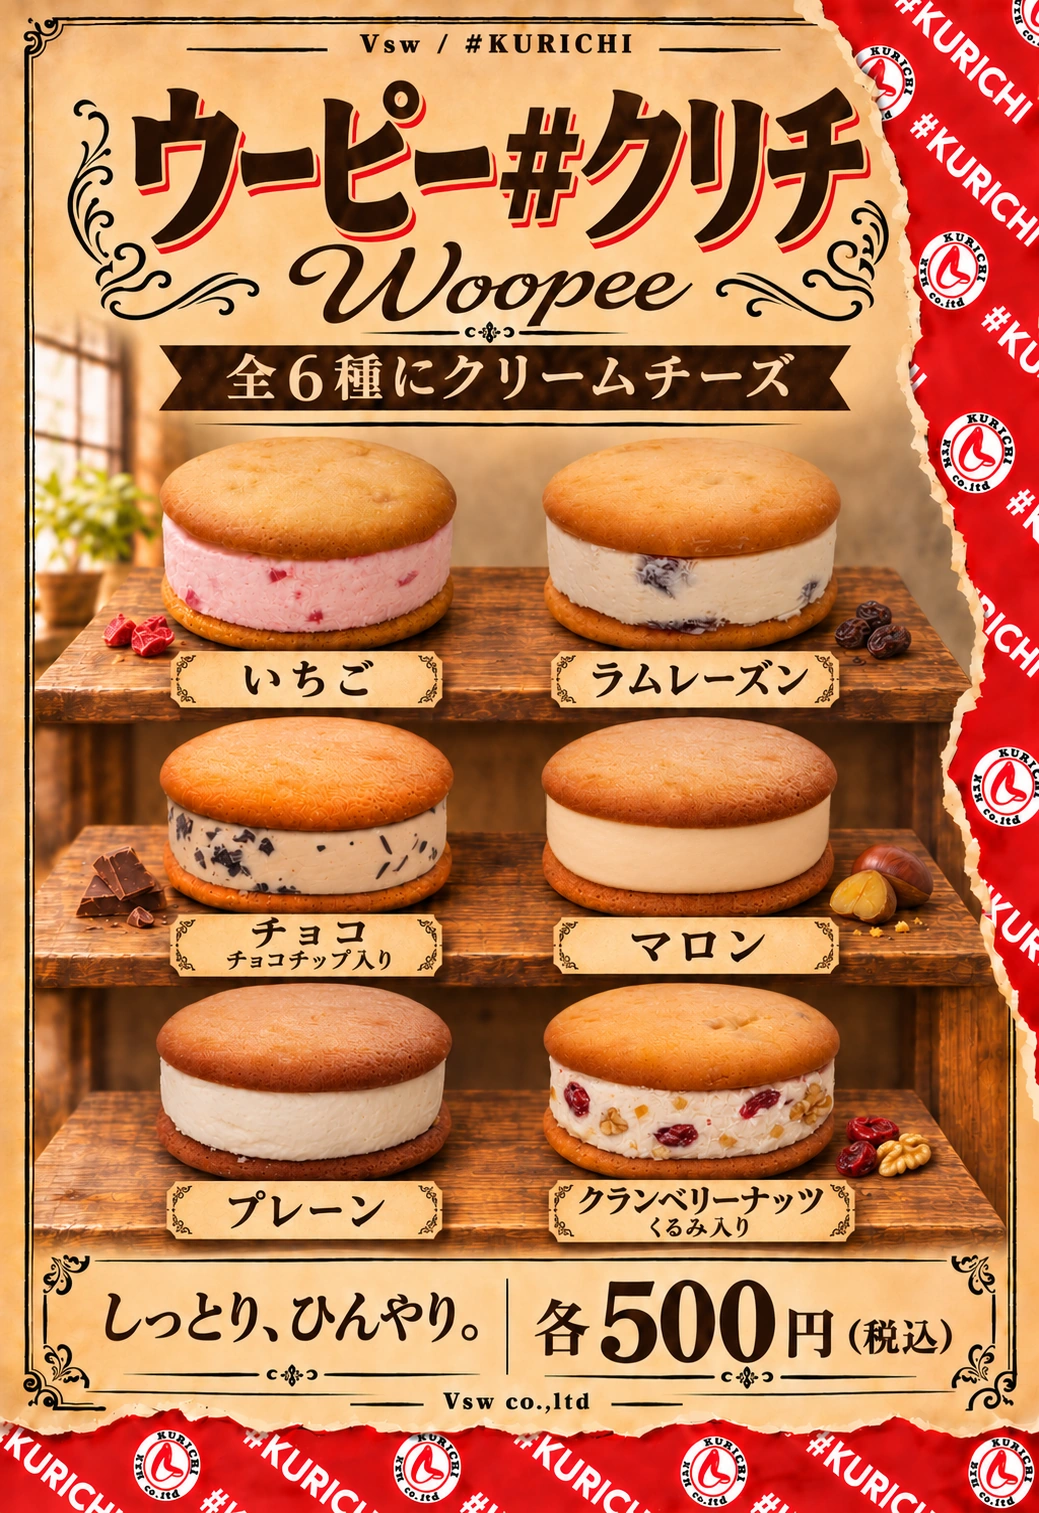 Vsw / #KURICHI
ウーピー#クリチ
Woopee
全6種にクリームチーズ
いちご
ラムレーズン
チョコ
チョコチップ入り
マロン
プレーン
クランベリーナッツ
くるみ入り
しっとり、ひんやり。
各500円(税込)
Vsw co.,ltd
#KURICHI
#KURICHI
KURICHI
co.ltd